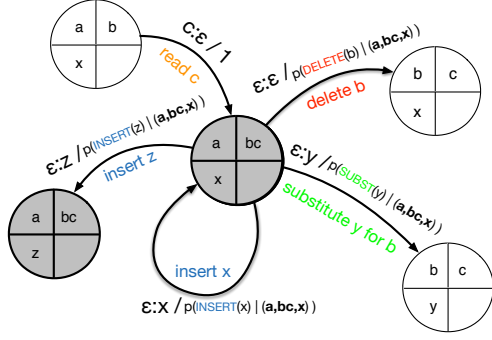 a b
x
c:ε / 1
read c
ε:ε / p(DELETE(b) | (a,bc,x))
delete b
b c
x
ε:z / p(INSERT(z) | (a,bc,x))
insert z
a bc
x
ε:y / p(SUBST(y) | (a,bc,x))
substitute y for b
a bc
z
insert x
ε:x / p(INSERT(x) | (a,bc,x))
b c
y